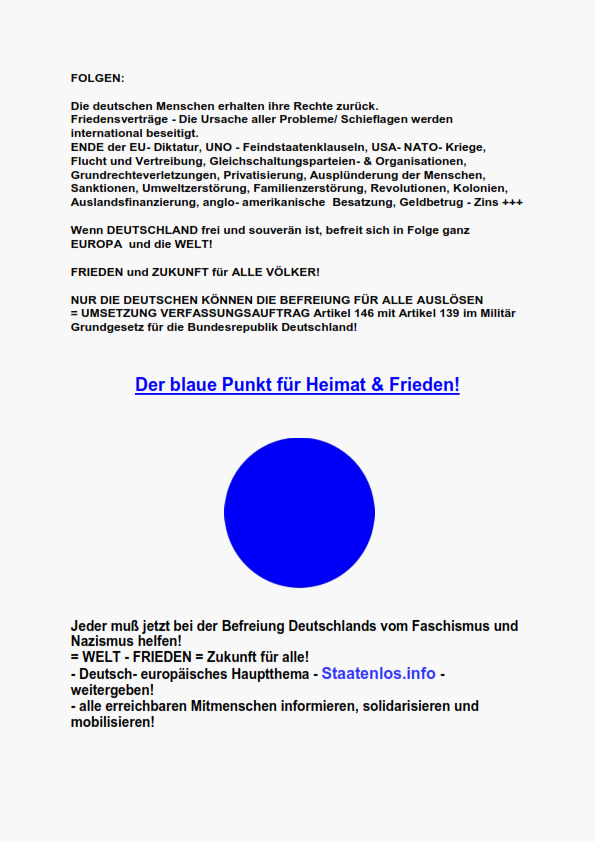 FOLGEN:
Die deutschen Menschen erhalten ihre Rechte zurück.
Friedensverträge - Die Ursache aller Probleme/ Schieflagen werden
international beseitigt.
ENDE der EU- Diktatur, UNO - Feindstaatenklauseln, USA- NATO- Kriege,
Flucht und Vertreibung, Gleichschaltungsparteien- & Organisationen,
Grundrechteverletzungen, Privatisierung, Ausplünderung der Menschen,
Sanktionen, Umweltzerstörung, Familienzerstörung, Revolutionen, Kolonien,
Auslandsfinanzierung, anglo- amerikanische  Besatzung, Geldbetrug - Zins +++
Wenn DEUTSCHLAND frei und souverän ist, befreit sich in Folge ganz
EUROPA  und die WELT!
FRIEDEN und ZUKUNFT für ALLE VÖLKER!
NUR DIE DEUTSCHEN KÖNNEN DIE BEFREIUNG FÜR ALLE AUSLÖSEN
= UMSETZUNG VERFASSUNGSAUFTRAG Artikel 146 mit Artikel 139 im Militär
Grundgesetz für die Bundesrepublik Deutschland!
Der blaue Punkt für Heimat & Frieden!
Jeder muß jetzt bei der Befreiung Deutschlands vom Faschismus und
Nazismus helfen!
= WELT - FRIEDEN = Zukunft für alle!
- Deutsch- europäisches Hauptthema - Staatenlos.info -
weitergeben!
- alle erreichbaren Mitmenschen informieren, solidarisieren und
mobilisieren!